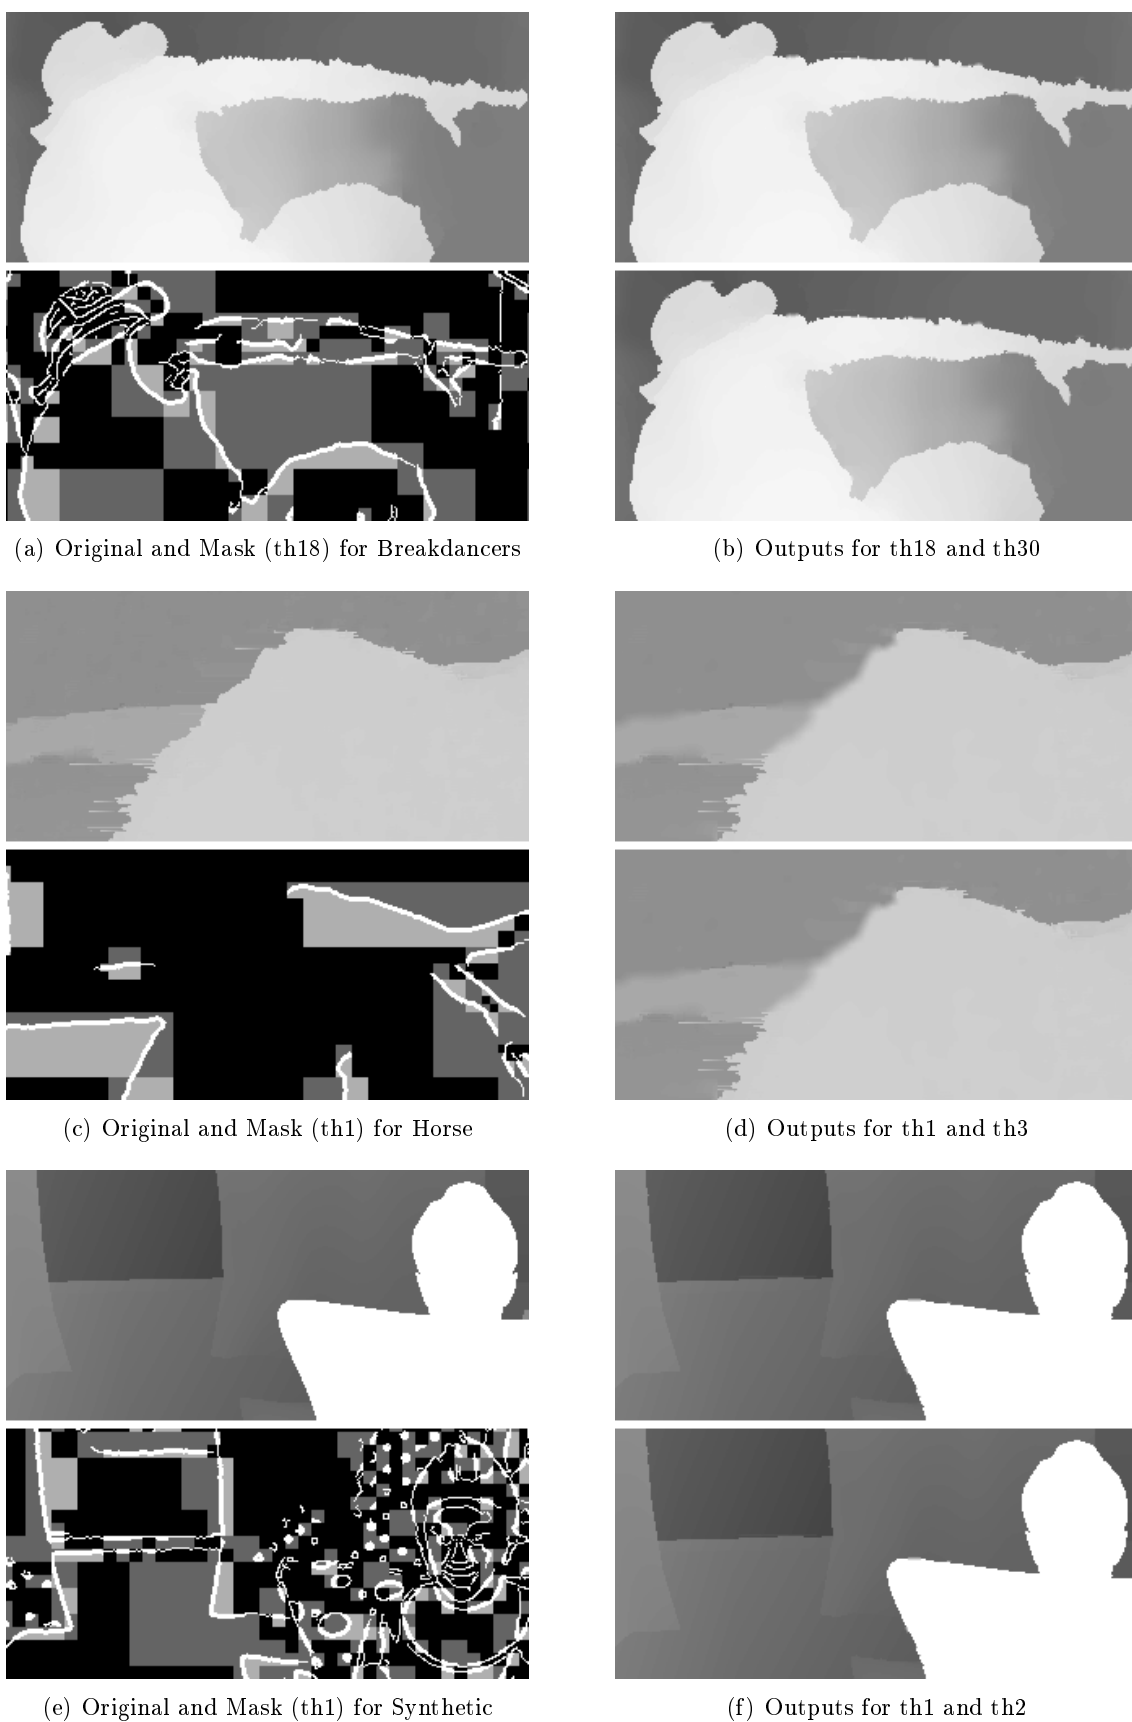 (a) Original and Mask (th18) for Breakdancers
(b) Outputs for th18 and th30
(c) Original and Mask (th1) for Horse
(d) Outputs for th1 and th3
(e) Original and Mask (th1) for Synthetic
(f) Outputs for th1 and th2